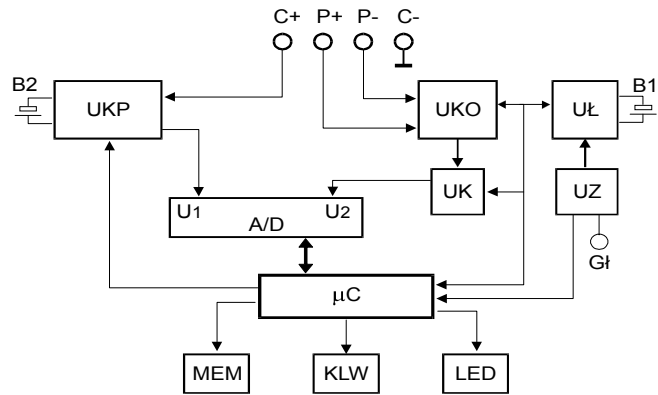 C+ P+ P- C-
B2 B1
UKP UKO UŁ
UK UZ
U1 U2
A/D
Gł
µC
MEM KLW LED